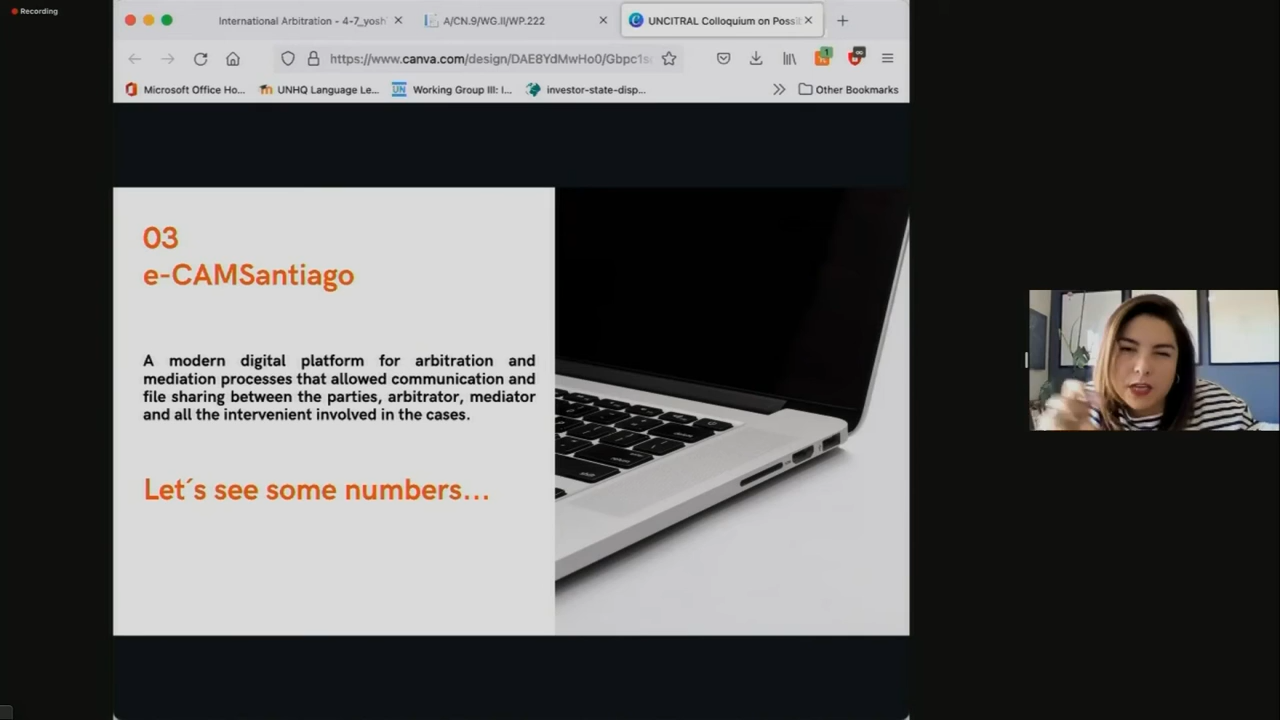 Recording
International Arbitration - 4-7_yosh
A/CN.9/WG.II/WP.222
UNCITRAL Colloquium on Possib
https://www.canva.com/design/DAE8YdMwHo0/Gbpc1s
1
Microsoft Office Ho...
UNHQ Language Le...
UN
Working Group III: I...
investor-state-disp...
Other Bookmarks
03
e-CAMSantiago
A modern digital platform for arbitration and
mediation processes that allowed communication and
file sharing between the parties, arbitrator, mediator
and all the intervenient involved in the cases.
Let´s see some numbers...